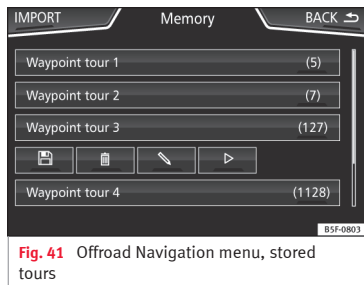 IMPORT Memory BACK
Waypoint tour 1 (5)
Waypoint tour 2 (7)
Waypoint tour 3 (127)
Waypoint tour 4 (1128)
B5F-0803
Fig. 41 Offroad Navigation menu, stored
tours